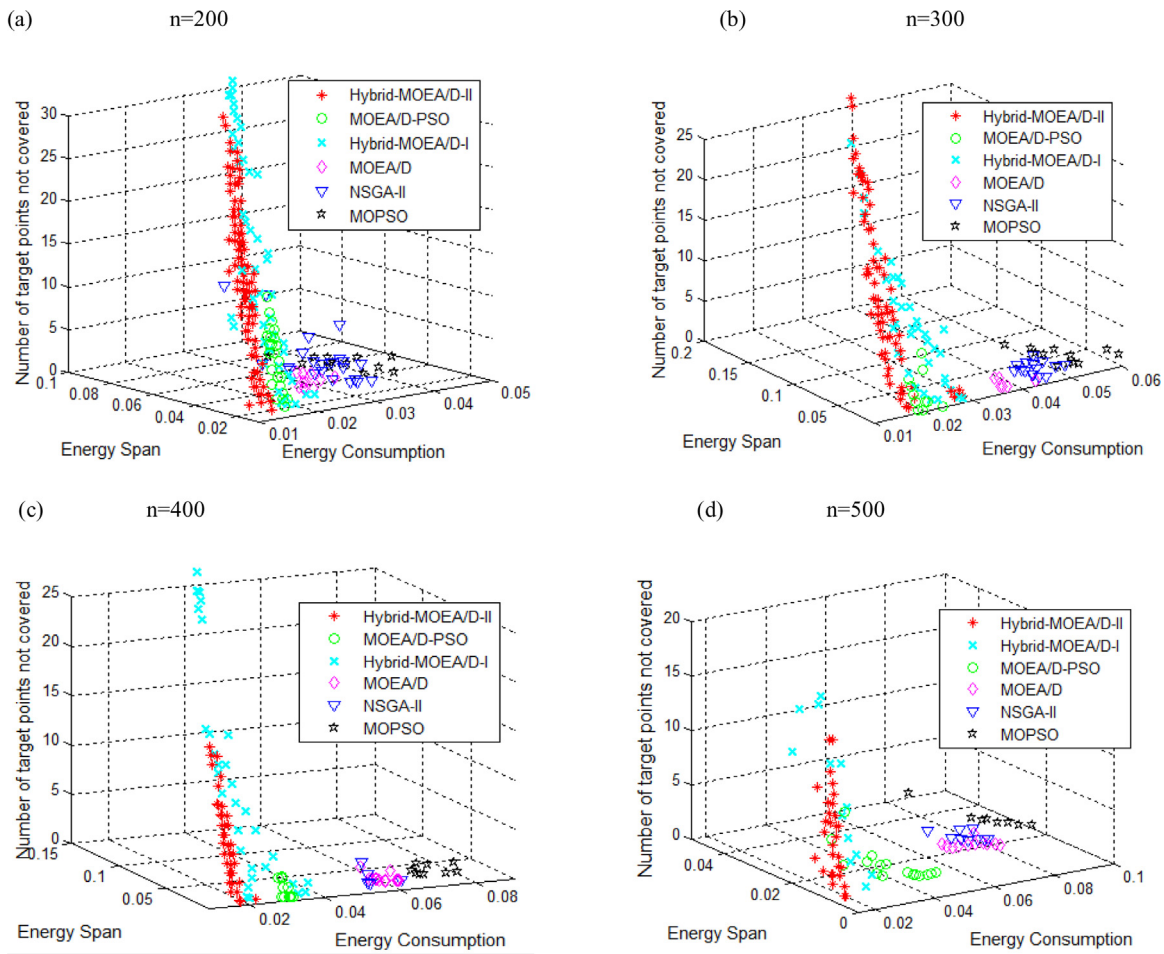 (a) n=200
Number of target points not covered
30
25
20
15
10
5
0
0.1
0.08
0.06
0.04
0.02
Energy Span
0.01
0.02
0.03
0.04
0.05
Energy Consumption
Hybrid-MOEA/D-II
MOEA/D-PSO
Hybrid-MOEA/D-I
MOEA/D
NSGA-II
MOPSO
(b) n=300
Number of target points not covered
25
20
15
10
5
0
0.2
0.15
0.1
0.05
Energy Span
0.01
0.02
0.03
0.04
0.05
0.06
Energy Consumption
Hybrid-MOEA/D-II
MOEA/D-PSO
Hybrid-MOEA/D-I
MOEA/D
NSGA-II
MOPSO
(c) n=400
Number of target points not covered
25
20
15
10
5
0
0.15
0.1
0.05
Energy Span
0.02
0.04
0.06
0.08
Energy Consumption
Hybrid-MOEA/D-II
MOEA/D-PSO
Hybrid-MOEA/D-I
MOEA/D
NSGA-II
MOPSO
(d) n=500
Number of target points not covered
20
15
10
5
0
0.04
0.02
0
Energy Span
0.02
0.04
0.06
0.08
0.1
Energy Consumption
Hybrid-MOEA/D-II
Hybrid-MOEA/D-I
MOEA/D-PSO
MOEA/D
NSGA-II
MOPSO